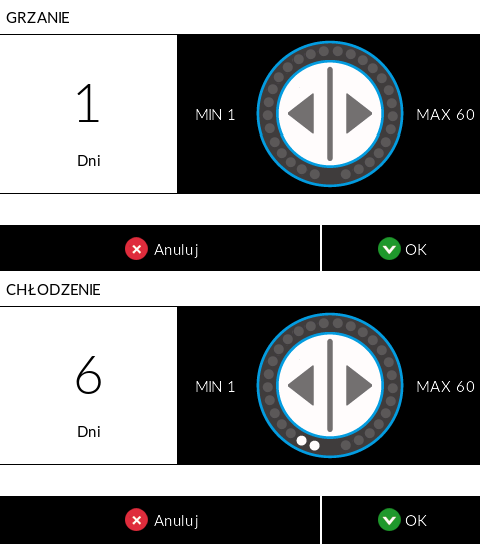 GRZANIE
1
Dni
MIN 1
MAX 60
Anuluj
OK
CHŁODZENIE
6
Dni
MIN 1
MAX 60
Anuluj
OK